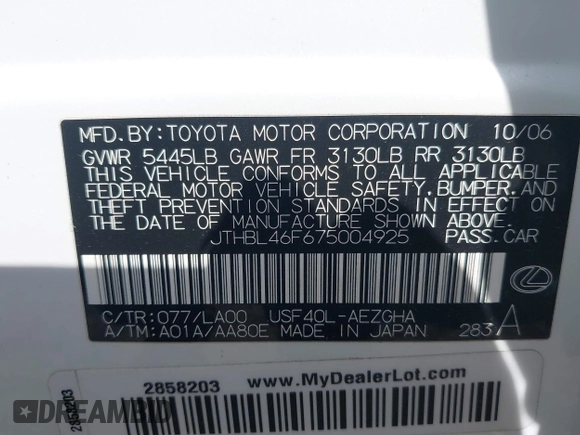 MFD.BY:TOYOTA MOTOR CORPORATION 10/06
GVWR 5445LB GAWR FR 3130LB RR 3130LB
THIS VEHICLE CONFORMS TO ALL APPLICABLE
FEDERAL MOTOR VEHICLE SAFETY,BUMPER,AND
THEFT PREVENTION STANDARDS IN EFFECT ON
THE DATE OF MANUFACTURE SHOWN ABOVE.
JTHBL46F675004925 PASS.CAR
C/TR:077/LA00 USF40L-AEZGHA
A/TM:A01A/AA80E MADE IN JAPAN 283 A
2858203 www.MyDealerLot.com
2858203
DREAMBID